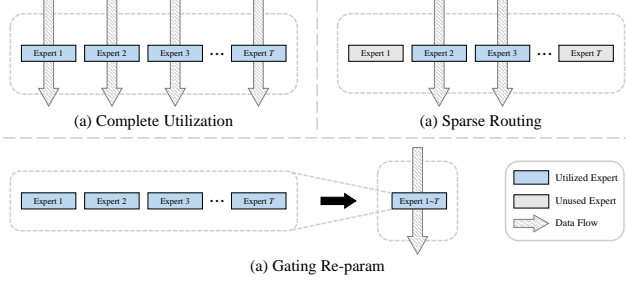 Expert 1 Expert 2 Expert 3 ··· Expert T
(a) Complete Utilization
Expert 1 Expert 2 Expert 3 ··· Expert T
(a) Sparse Routing
Expert 1 Expert 2 Expert 3 ··· Expert T
Expert 1~T
(a) Gating Re-param
Utilized Expert
Unused Expert
Data Flow